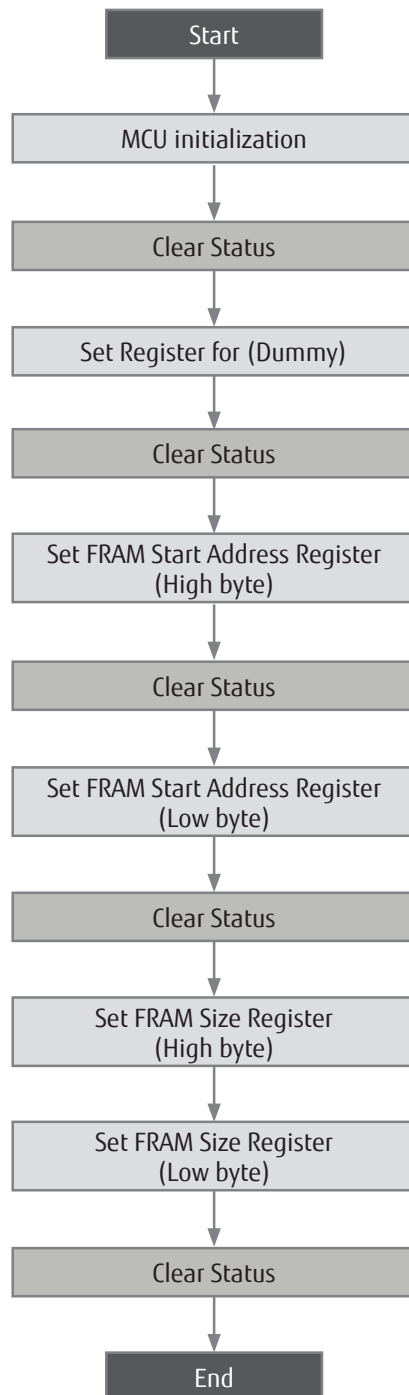 Start
MCU initialization
Clear Status
Set Register for (Dummy)
Clear Status
Set FRAM Start Address Register
(High byte)
Clear Status
Set FRAM Start Address Register
(Low byte)
Clear Status
Set FRAM Size Register
(High byte)
Set FRAM Size Register
(Low byte)
Clear Status
End